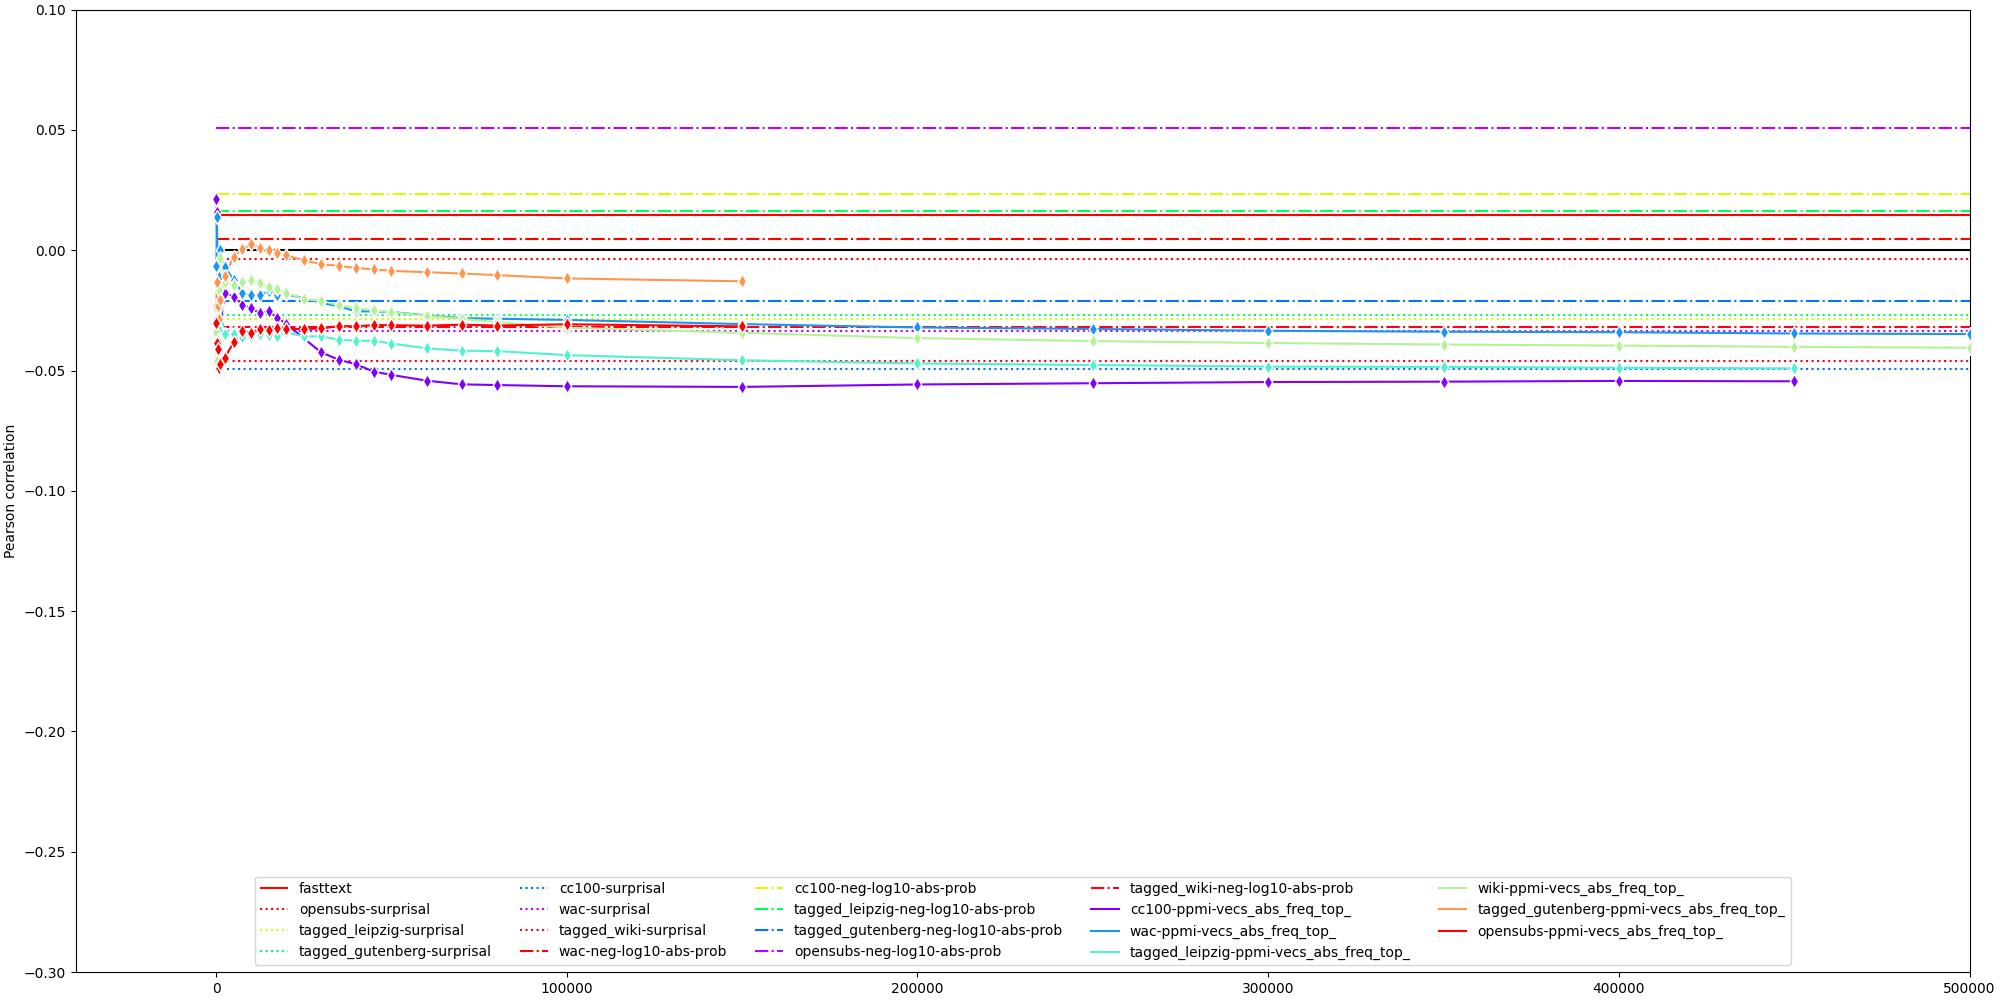 0.10
0.05
0.00
−0.05
−0.10
−0.15
−0.20
−0.25
−0.30
Pearson correlation
0
100000
200000
300000
400000
500000
fasttext
opensubs-surprisal
tagged_leipzig-surprisal
tagged_gutenberg-surprisal
cc100-surprisal
wac-surprisal
tagged_wiki-surprisal
wac-neg-log10-abs-prob
cc100-neg-log10-abs-prob
tagged_leipzig-neg-log10-abs-prob
tagged_gutenberg-neg-log10-abs-prob
opensubs-neg-log10-abs-prob
tagged_wiki-neg-log10-abs-prob
cc100-ppmi-vecs_abs_freq_top_
wac-ppmi-vecs_abs_freq_top_
tagged_leipzig-ppmi-vecs_abs_freq_top_
wiki-ppmi-vecs_abs_freq_top_
tagged_gutenberg-ppmi-vecs_abs_freq_top_
opensubs-ppmi-vecs_abs_freq_top_